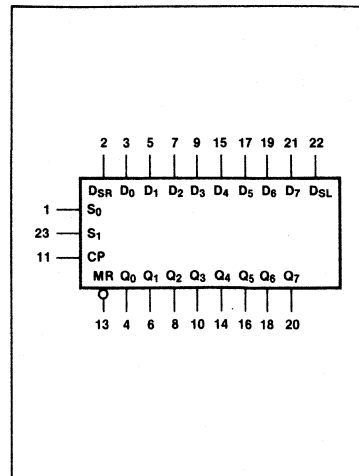 2 3 5 7 9 15 17 19 21 22
DSR D0 D1 D2 D3 D4 D5 D6 D7 DSL
1 S0
23 S1
11 CP
MR Q0 Q1 Q2 Q3 Q4 Q5 Q6 Q7
13 4 6 8 10 14 16 18 20